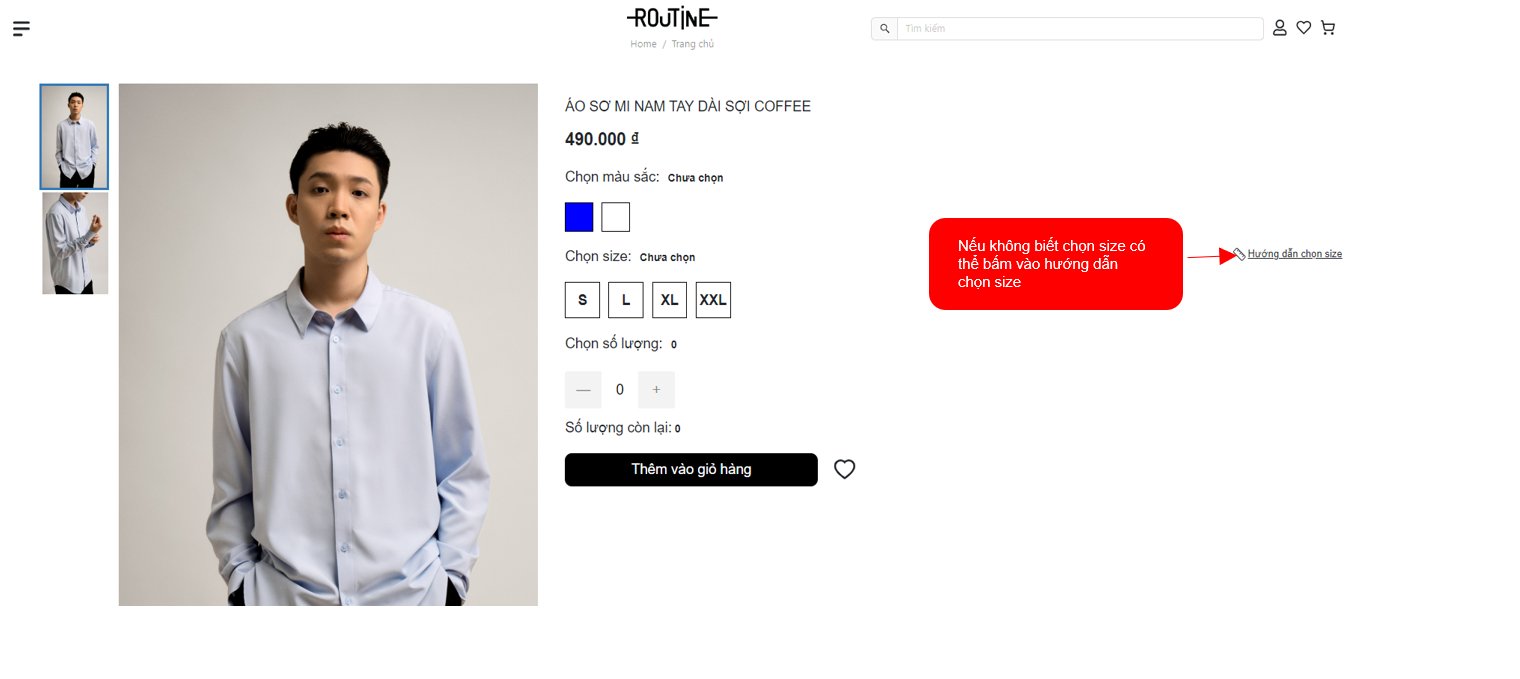 ROUTINE
Home / Trang chủ
Tìm kiếm
ÁO SƠ MI NAM TAY DÀI SỢI COFFEE
490.000 ₫
Chọn màu sắc: Chưa chọn
Chọn size: Chưa chọn
Hướng dẫn chọn size
Nếu không biết chọn size có
thể bấm vào hướng dẫn
chọn size
S L XL XXL
Chọn số lượng: 0
— 0 +
Số lượng còn lại: 0
Thêm vào giỏ hàng